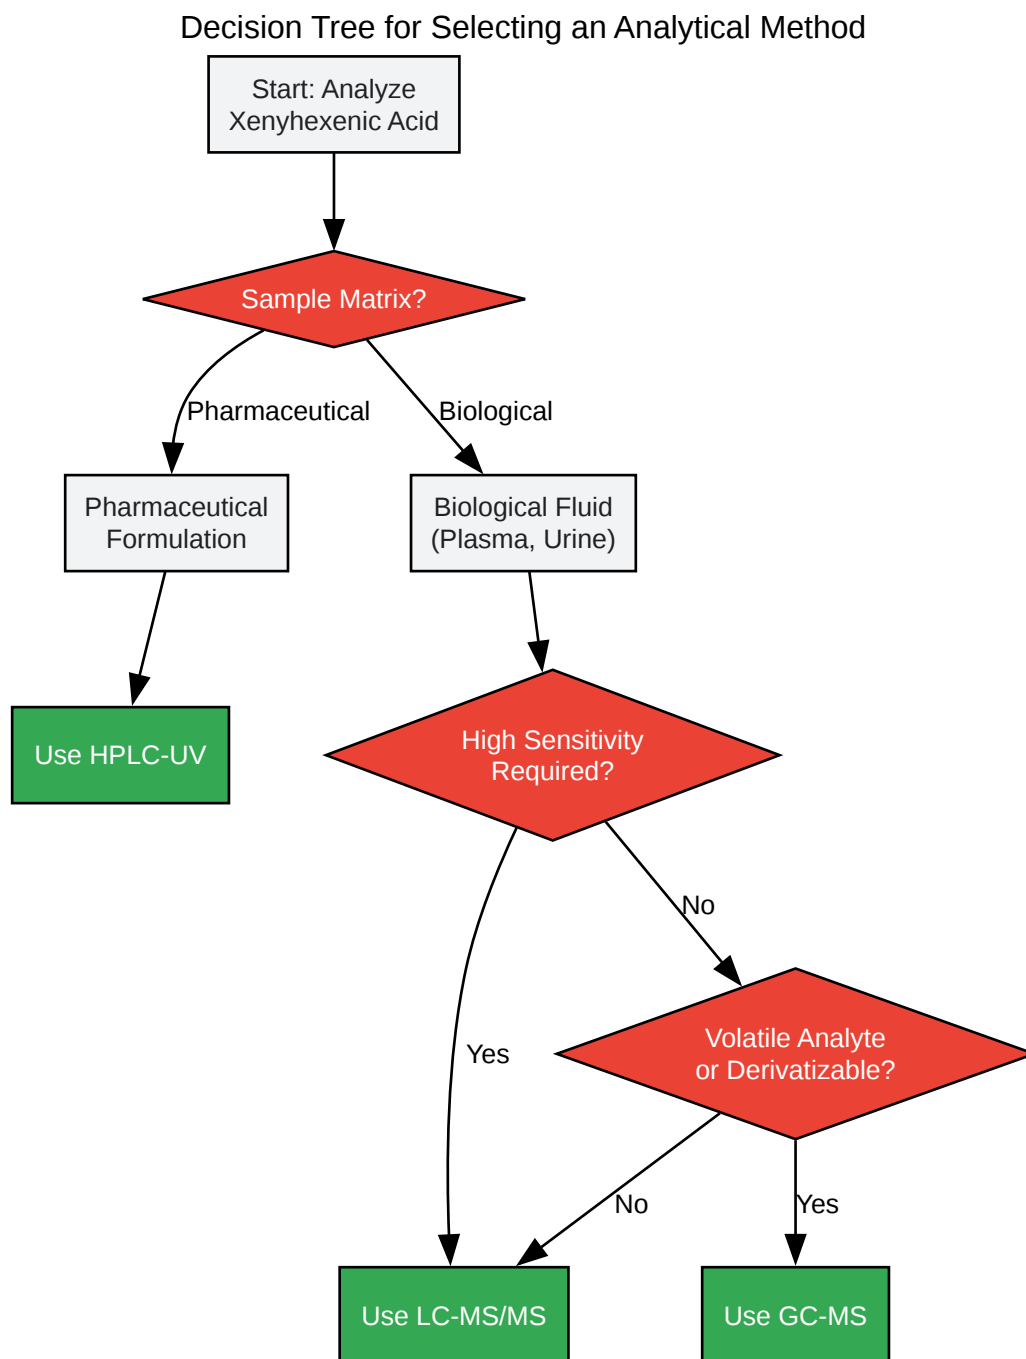 Decision Tree for Selecting an Analytical Method
Start: Analyze
Xenyhexenic Acid
Sample Matrix?
Pharmaceutical
Biological
Pharmaceutical
Formulation
Biological Fluid
(Plasma, Urine)
Use HPLC-UV
High Sensitivity
Required?
No
Yes
Volatile Analyte
or Derivatizable?
No
Yes
Use LC-MS/MS
Use GC-MS